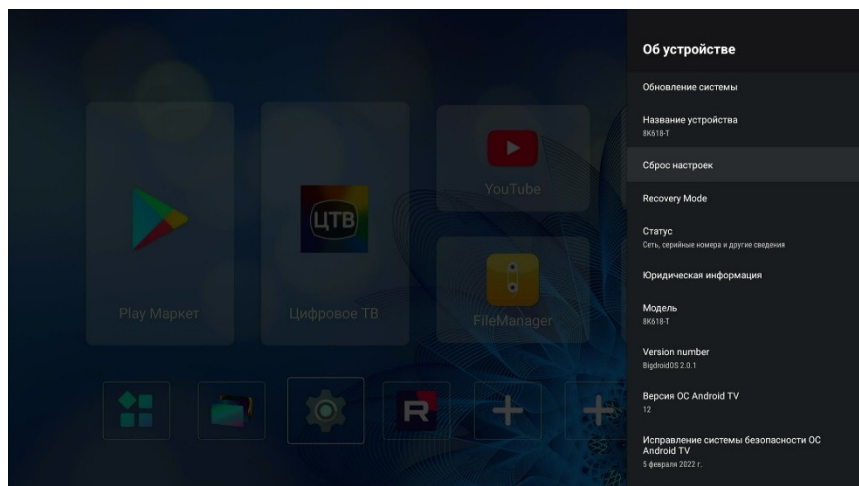 Об устройстве
Обновление системы
Название устройства
8K618-T
Сброс настроек
Recovery Mode
Статус
Сеть, серийные номера и другие сведения
Юридическая информация
Модель
8K618-T
Version number
BigdroidOS 2.0.1
Версия ОС Android TV
12
Исправление системы безопасности ОС
Android TV
5 февраля 2022 г.
YouTube
ЦТВ
Play Маркет
Цифровое ТВ
FileManager
R